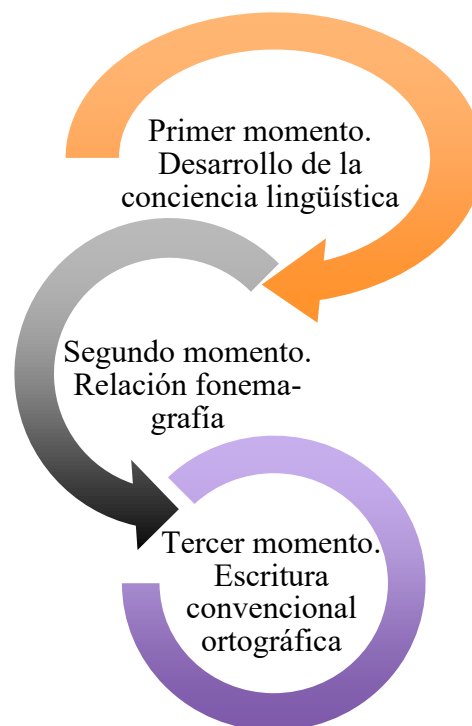 Primer momento.
Desarrollo de la
conciencia lingüística
Segundo momento.
Relación fonema-
grafía
Tercer momento.
Escritura
convencional
ortográfica